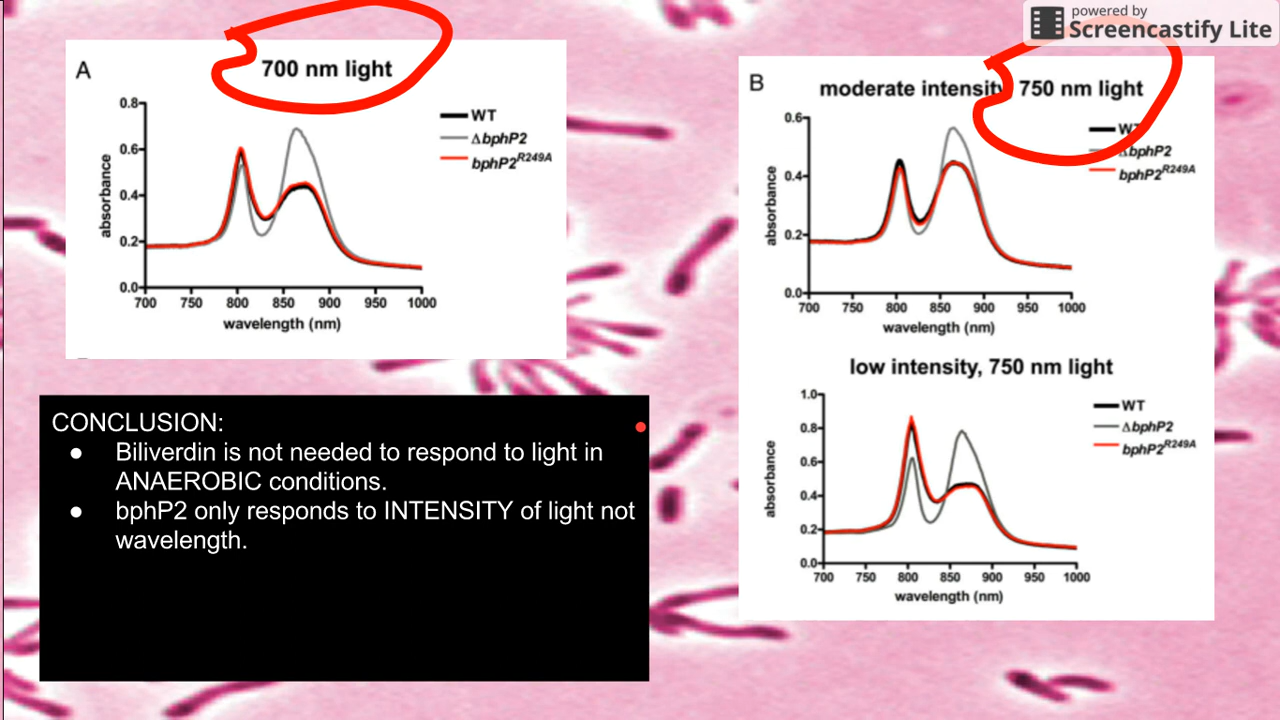 powered by
Screencastify Lite
A
700 nm light
0.8
0.6
0.4
0.2
0.0
absorbance
700 750 800 850 900 950 1000
wavelength (nm)
WT
ΔbphP2
bphP2R249A
B
moderate intensity, 750 nm light
0.6
0.4
0.2
0.0
absorbance
700 750 800 850 900 950 1000
wavelength (nm)
WT
ΔbphP2
bphP2R249A
low intensity, 750 nm light
1.0
0.8
0.6
0.4
0.2
0.0
absorbance
700 750 800 850 900 950 1000
wavelength (nm)
WT
ΔbphP2
bphP2R249A
CONCLUSION:
● Biliverdin is not needed to respond to light in
ANAEROBIC conditions.
● bphP2 only responds to INTENSITY of light not
wavelength.